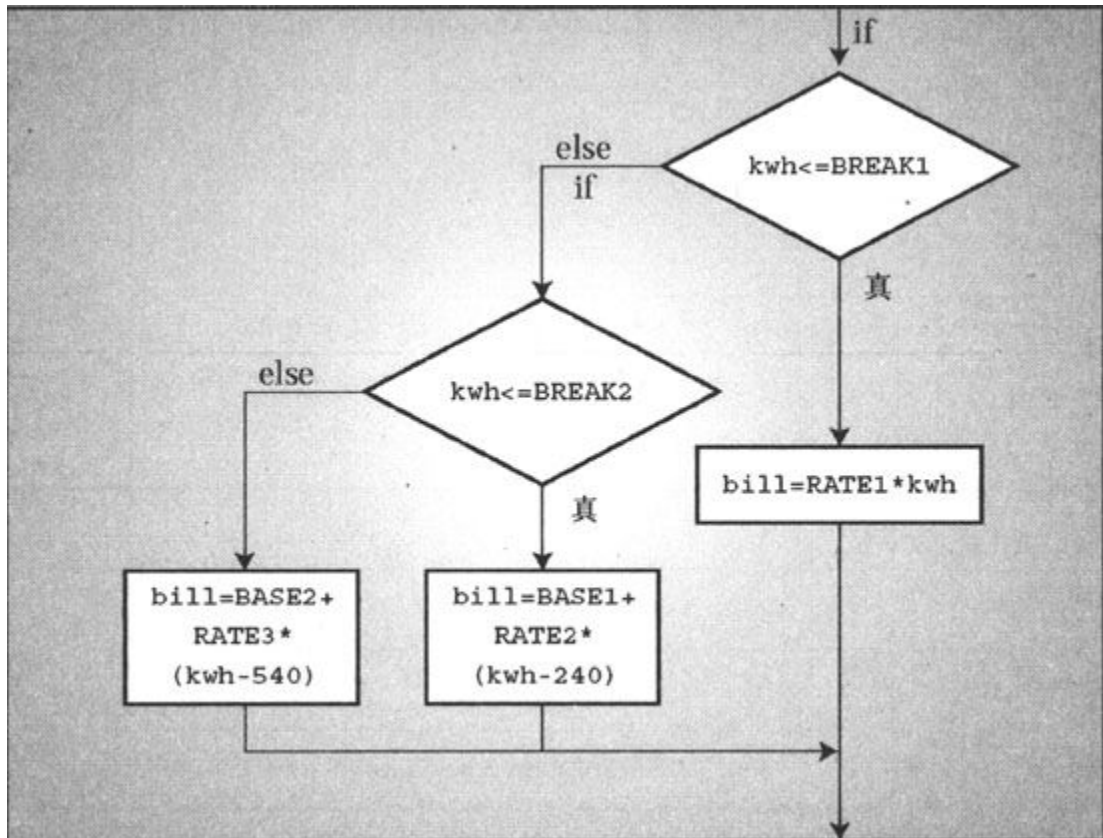 if
kwh<=BREAK1
else
if
真
kwh<=BREAK2
else
真
bill=RATE1*kwh
bill=BASE2+
RATE3*
(kwh-540)
bill=BASE1+
RATE2*
(kwh-240)